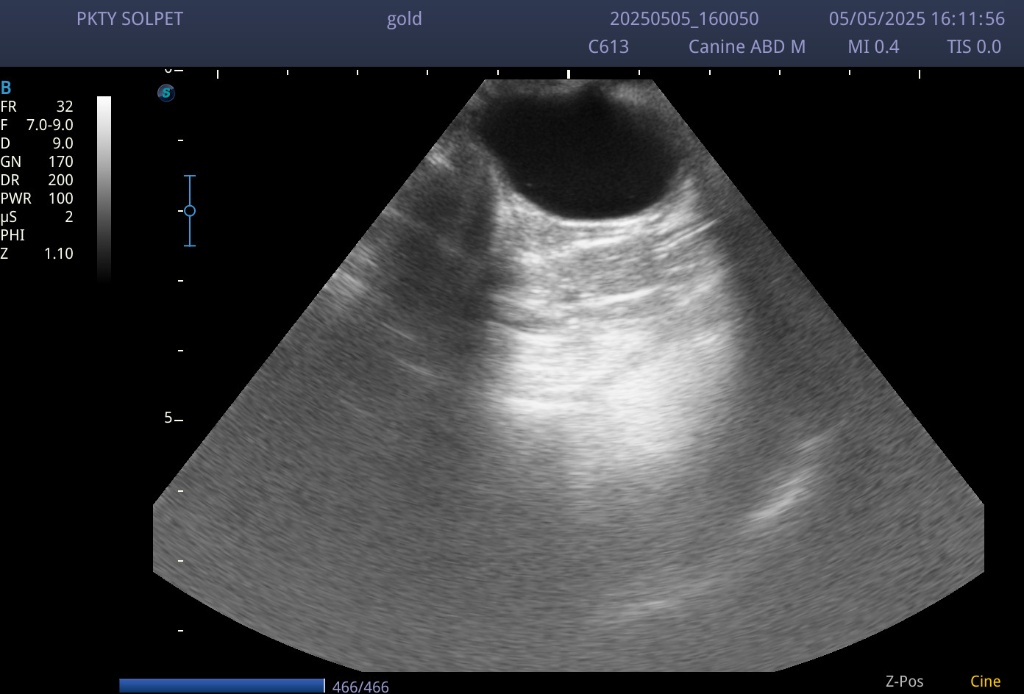 PKTY SOLPET gold 20250505_160050 05/05/2025 16:11:56
C613 Canine ABD M MI 0.4 TIS 0.0
0
B
S
FR 32
F 7.0-9.0
D 9.0
GN 170
DR 200
PWR 100
µS 2
PHI
Z 1.10
5
Z-Pos Cine
466/466